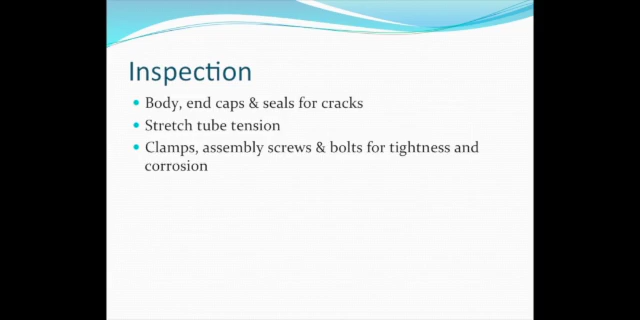 Inspection
• Body, end caps & seals for cracks
• Stretch tube tension
• Clamps, assembly screws & bolts for tightness and
corrosion